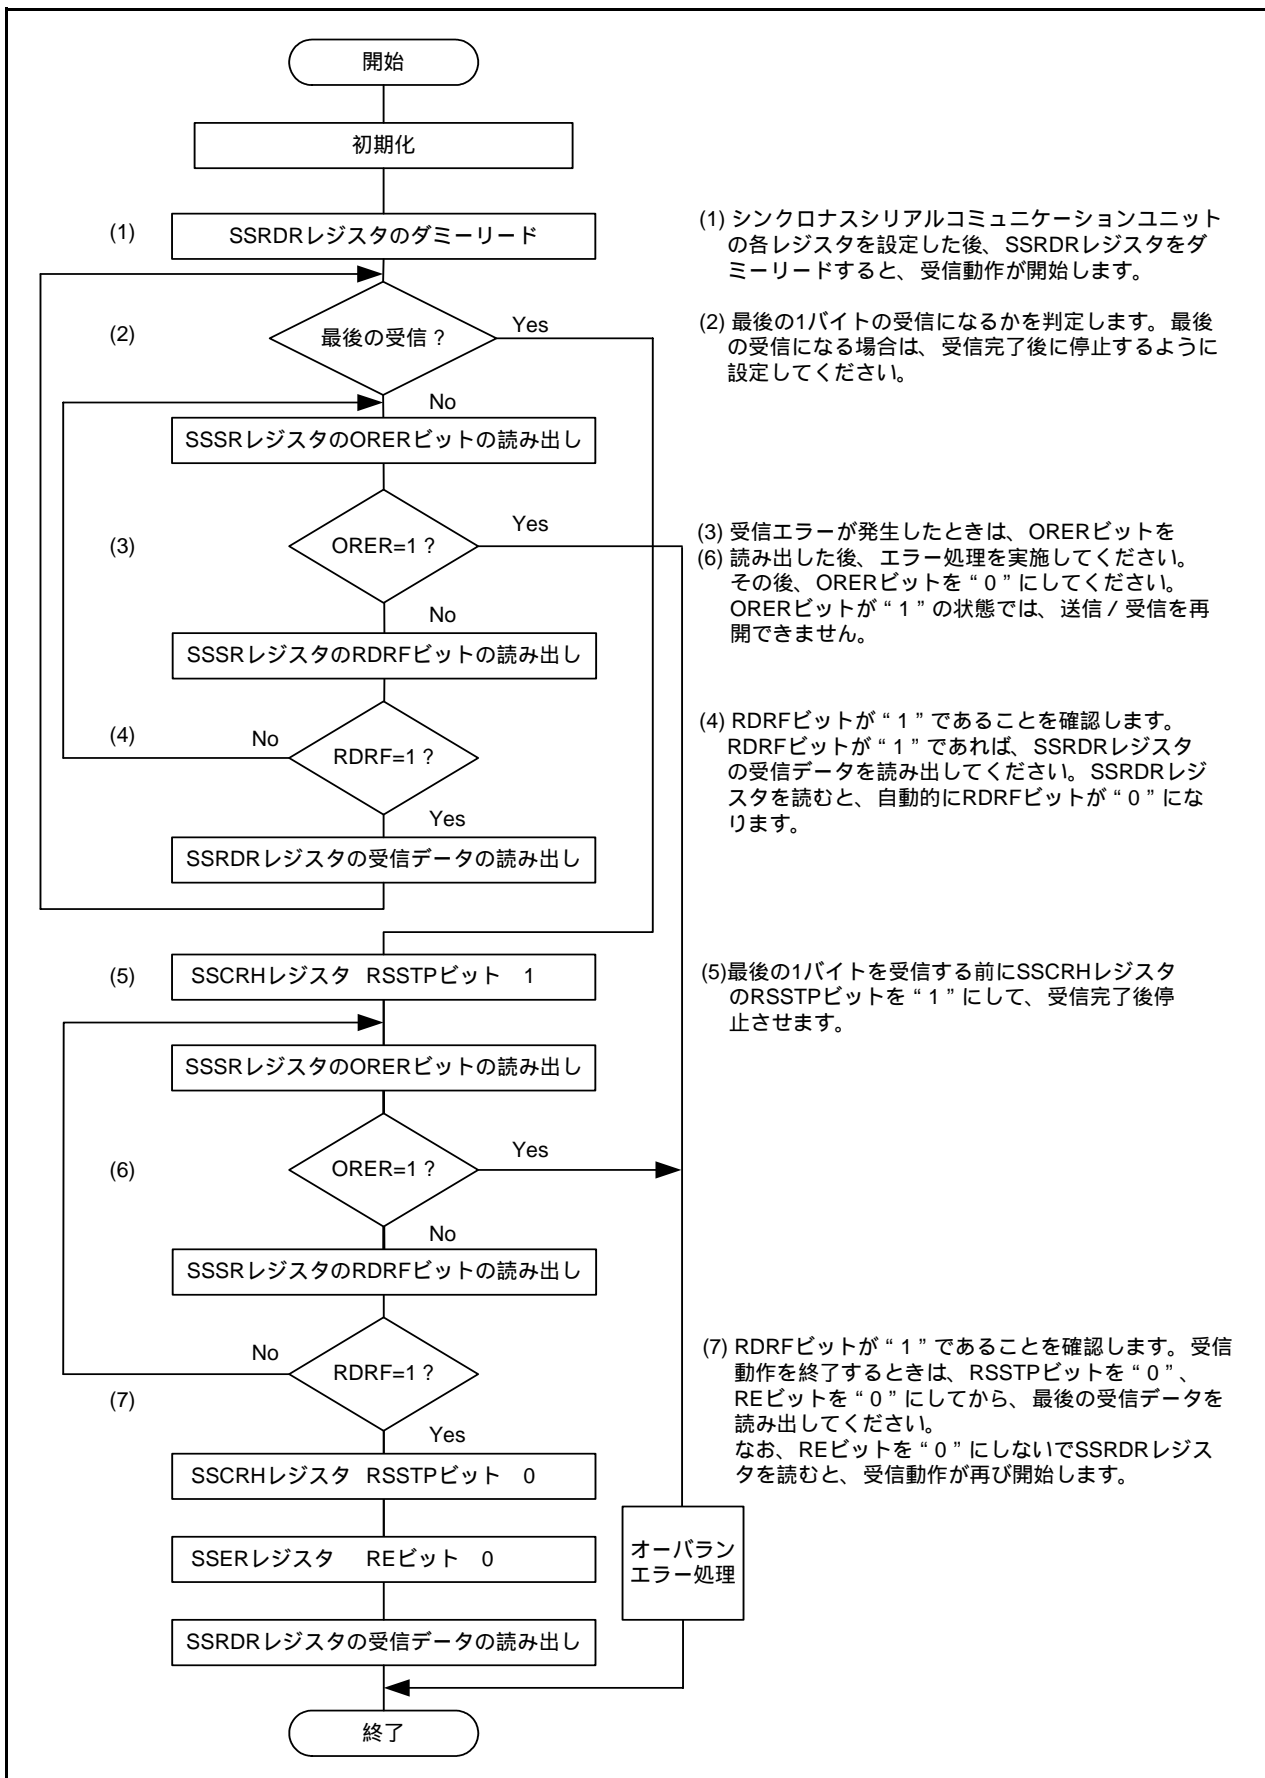 開始
初期化
(1)
SSRDRレジスタのダミーリード
(1) シンクロナスシリアルコミュニケーションユニット
の各レジスタを設定した後、SSRDRレジスタをダ
ミーリードすると、受信動作が開始します。
(2)
最後の受信？
Yes
No
(2) 最後の1バイトの受信になるかを判定します。最後
の受信になる場合は、受信完了後に停止するように
設定してください。
SSSRレジスタのORERビットの読み出し
(3)
ORER=1？
Yes
No
(3) 受信エラーが発生したときは、ORERビットを
(6) 読み出した後、エラー処理を実施してください。
その後、ORERビットを“0”にしてください。
ORERビットが“1”の状態では、送信／受信を再
開できません。
SSSRレジスタのRDRFビットの読み出し
(4)
No
RDRF=1？
Yes
(4) RDRFビットが“1”であることを確認します。
RDRFビットが“1”であれば、SSRDRレジスタ
の受信データを読み出してください。SSRDRレジ
スタを読むと、自動的にRDRFビットが“0”にな
ります。
SSRDRレジスタの受信データの読み出し
(5)
SSCRHレジスタ RSSTPビット 1
(5)最後の1バイトを受信する前にSSCRHレジスタ
のRSSTPビットを“1”にして、受信完了後停
止させます。
SSSRレジスタのORERビットの読み出し
(6)
ORER=1？
Yes
No
SSSRレジスタのRDRFビットの読み出し
No
RDRF=1？
(7)
Yes
(7) RDRFビットが“1”であることを確認します。受信
動作を終了するときは、RSSTPビットを“0”、
REビットを“0”にしてから、最後の受信データを
読み出してください。
なお、REビットを“0”にしないでSSRDRレジス
タを読むと、受信動作が再び開始します。
SSCRHレジスタ RSSTPビット 0
SSERレジスタ REビット 0
オーバラン
エラー処理
SSRDRレジスタの受信データの読み出し
終了